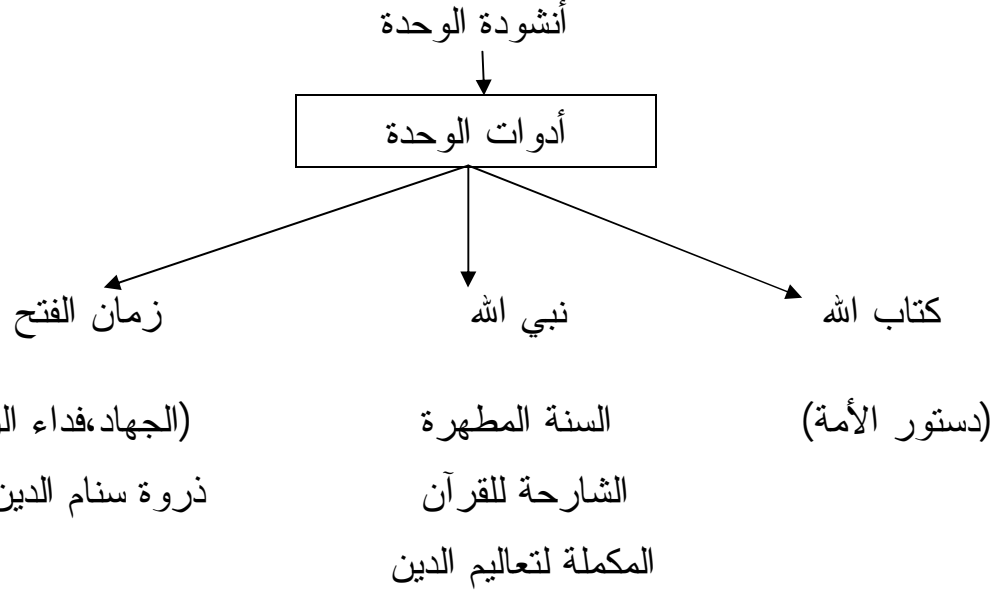 أنشودة الوحدة
أدوات الوحدة
كتاب الله
نبي الله
زمان الفتح
(دستور الأمة)
السنة المطهرة
(الجهاد،فداء
الشارحة للقرآن
ذروة سنام الدين
المكملة لتعاليم الدين